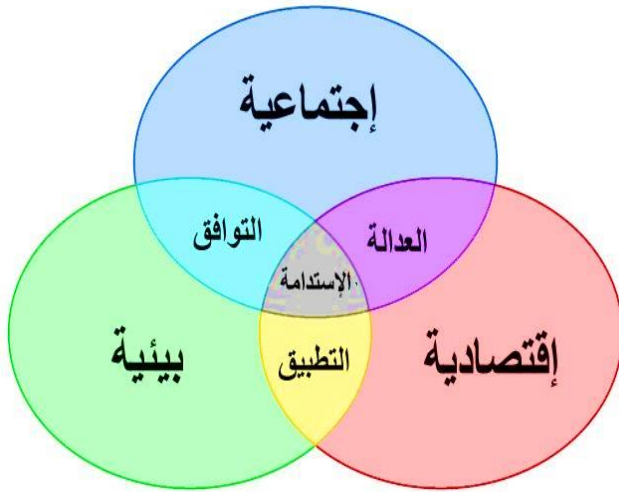 إجتماعية
العدالة
التوافق
الإستدامة
إقتصادية
التطبيق
بيئية